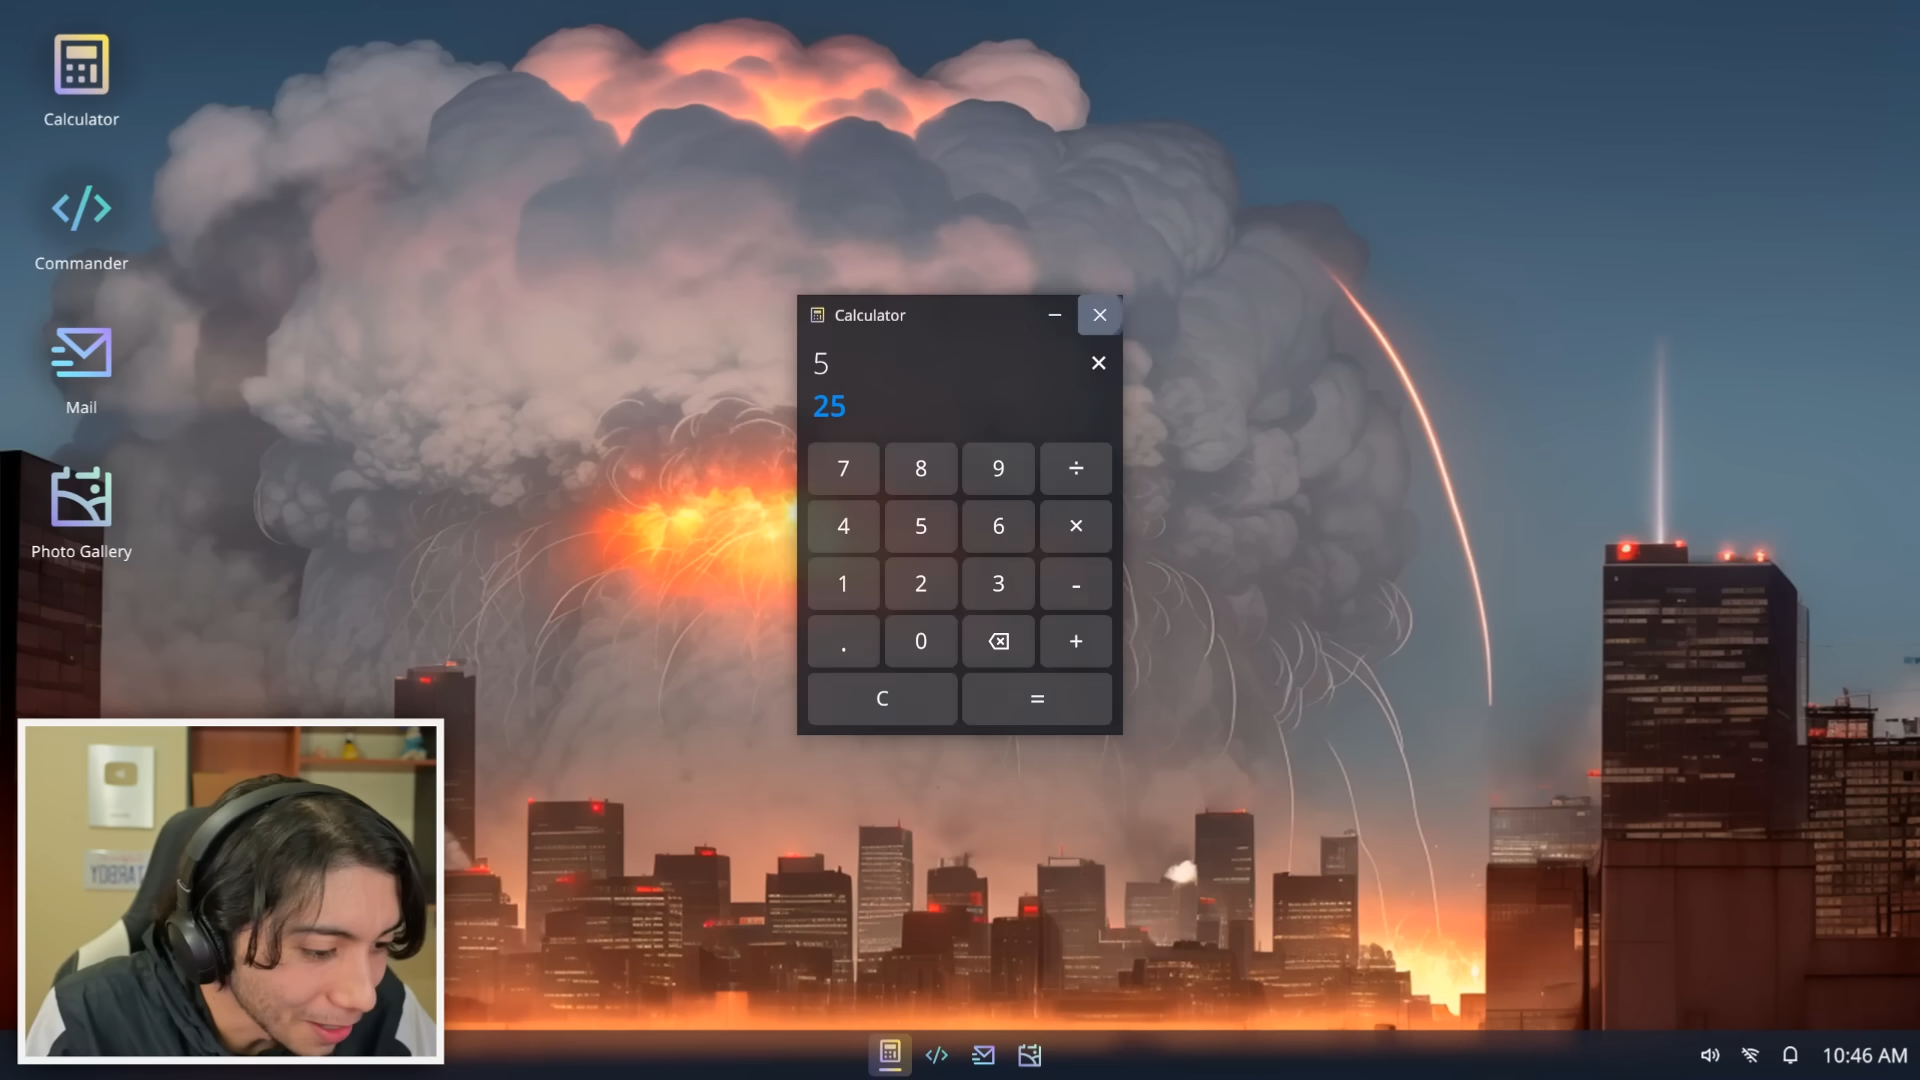 Calculator
Commander
Mail
Photo Gallery
Calculator
5 ×
25
7 8 9 ÷
4 5 6 ×
1 2 3 -
. 0 +
C =
10:46 AM